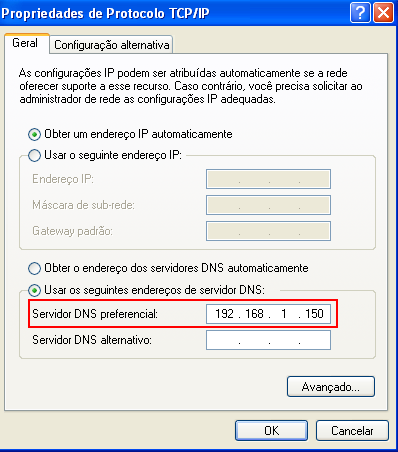 Propriedades de Protocolo TCP/IP
Geral
Configuração alternativa
As configurações IP podem ser atribuídas automaticamente se a rede
oferecer suporte a esse recurso. Caso contrário, você precisa solicitar ao
administrador de rede as configurações IP adequadas.
Obter um endereço IP automaticamente
Usar o seguinte endereço IP:
Endereço IP:
Máscara de sub-rede:
Gateway padrão:
Obter o endereço dos servidores DNS automaticamente
Usar os seguintes endereços de servidor DNS:
Servidor DNS preferencial: 192 . 168 . 1 . 150
Servidor DNS alternativo:
Avançado...
OK
Cancelar